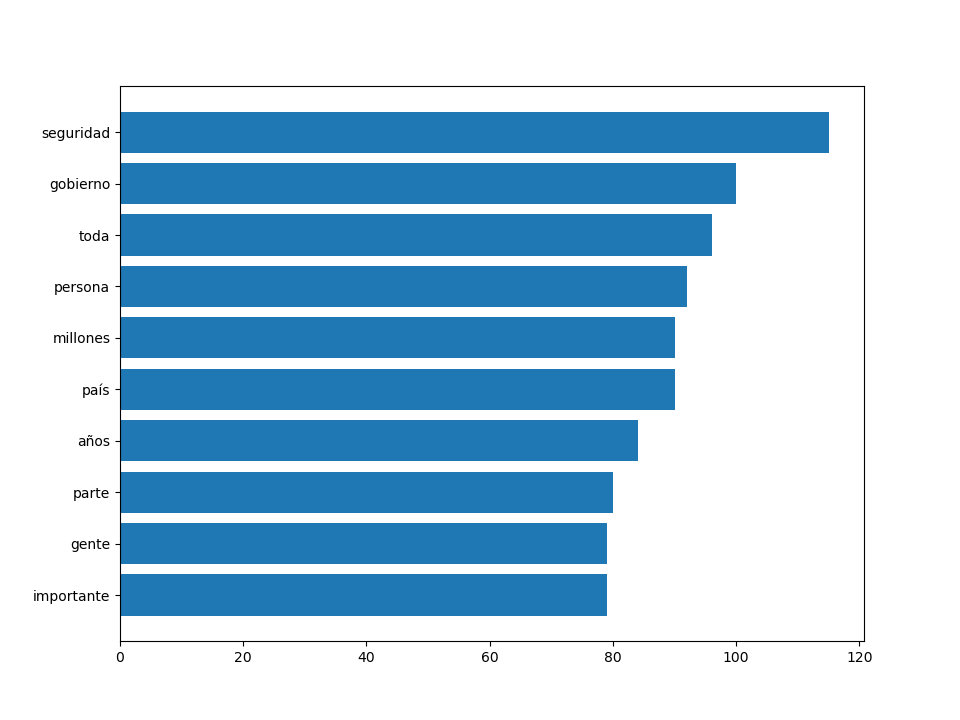 seguridad
gobierno
toda
persona
millones
país
años
parte
gente
importante
0 20 40 60 80 100 120